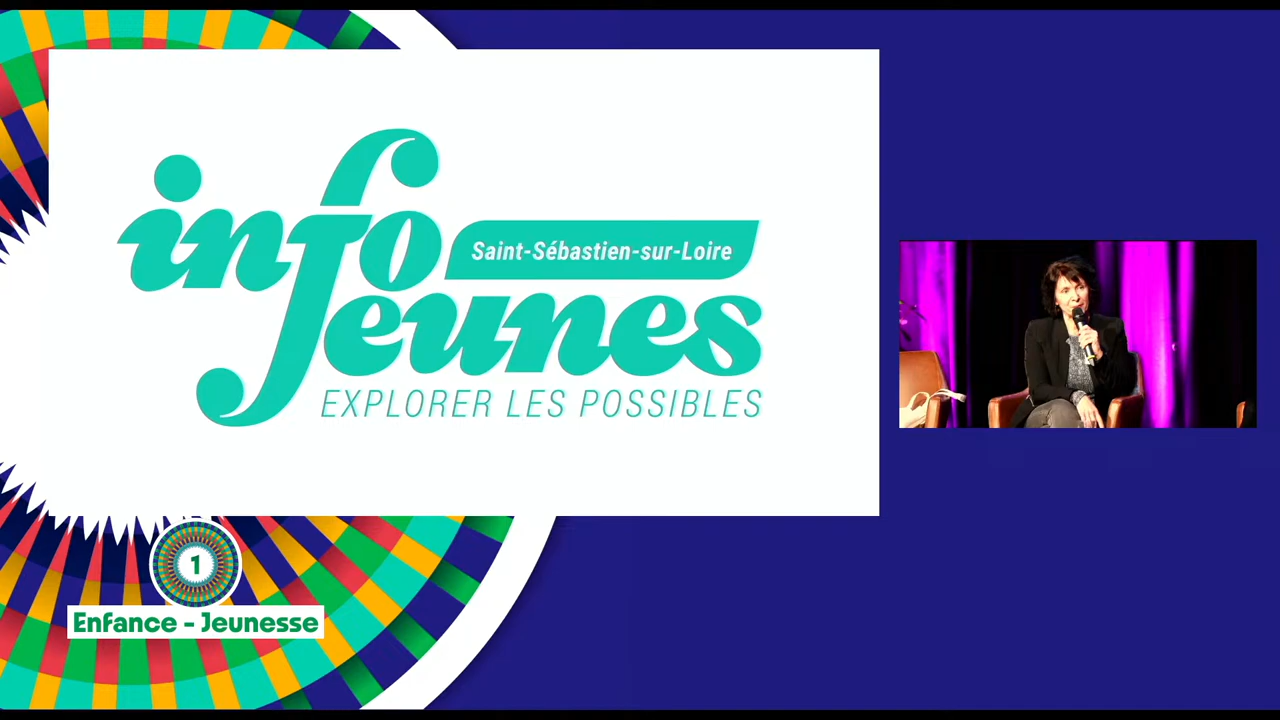 info
Saint-Sébastien-sur-Loire
Jeunes
EXPLORER LES POSSIBLES
1
Enfance - Jeunesse